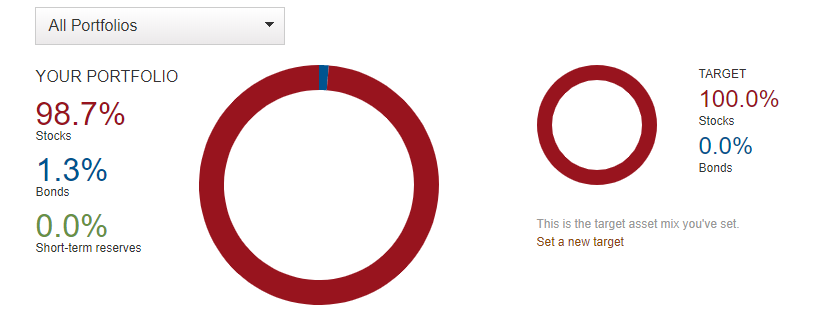 All Portfolios
YOUR PORTFOLIO
98.7%
Stocks
1.3%
Bonds
0.0%
Short-term reserves
TARGET
100.0%
Stocks
0.0%
Bonds
This is the target asset mix you've set.
Set a new target